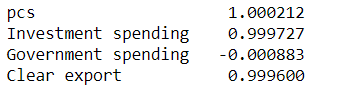 pcs 1.000212
Investment spending 0.999727
Government spending -0.000883
Clear export 0.999600